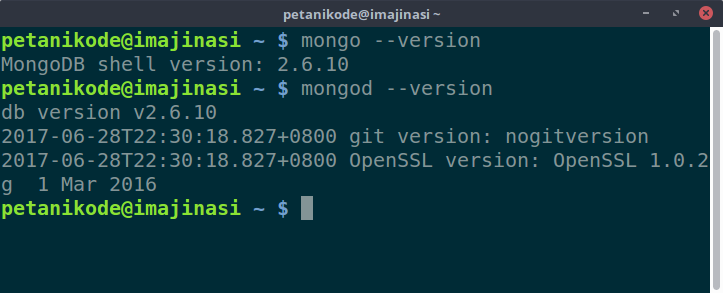 petanikode@imajinasi ~
petanikode@imajinasi ~ $ mongo --version
MongoDB shell version: 2.6.10
petanikode@imajinasi ~ $ mongod --version
db version v2.6.10
2017-06-28T22:30:18.827+0800 git version: nogitversion
2017-06-28T22:30:18.827+0800 OpenSSL version: OpenSSL 1.0.2
g  1 Mar 2016
petanikode@imajinasi ~ $